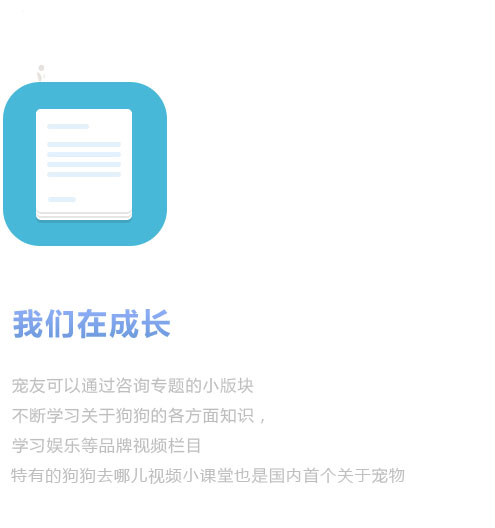 我们在成长
宠友可以通过咨询专题的小版块
不断学习关于狗狗的各方面知识，
学习娱乐等品牌视频栏目
特有的狗狗去哪儿视频小课堂也是国内首个关于宠物